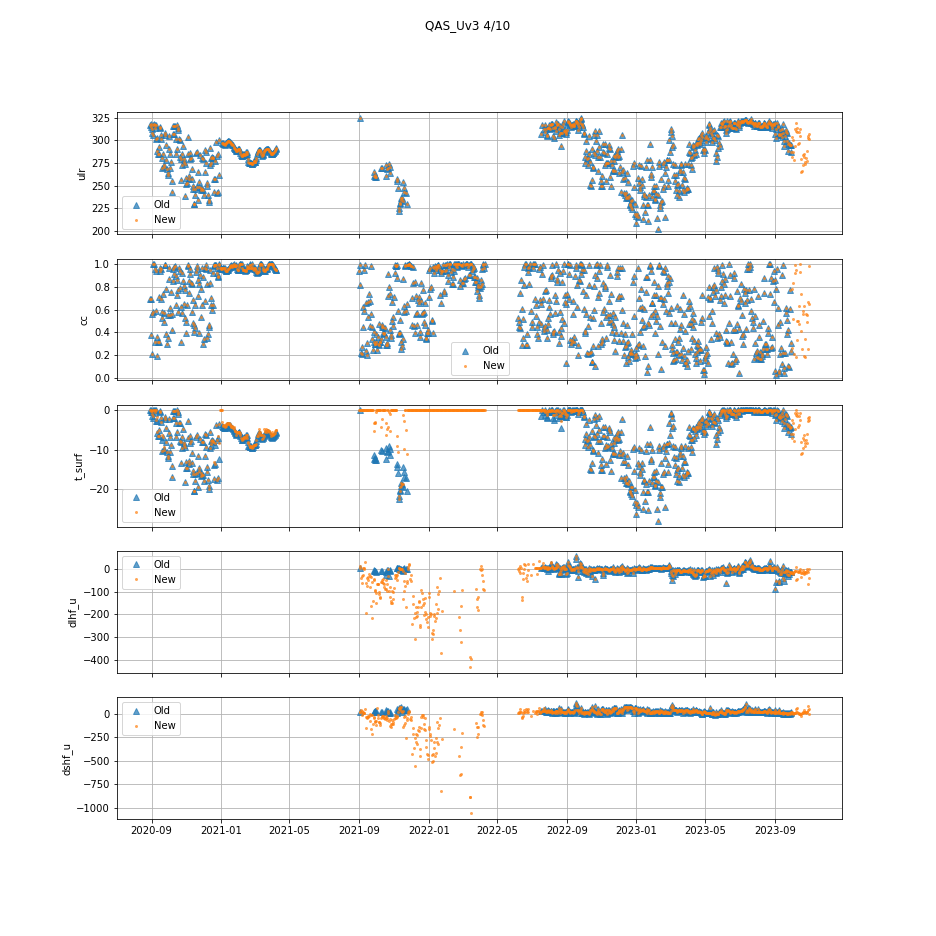 QAS_Uv3 4/10
325
300
275
250
225
200
ulr
Old
New
1.0
0.8
0.6
0.4
0.2
0.0
cc
Old
New
0
−10
−20
t_surf
Old
New
0
−100
−200
−300
−400
dlhf_u
Old
New
0
−250
−500
−750
−1000
dshf_u
Old
New
2020-09 2021-01 2021-05 2021-09 2022-01 2022-05 2022-09 2023-01 2023-05 2023-09